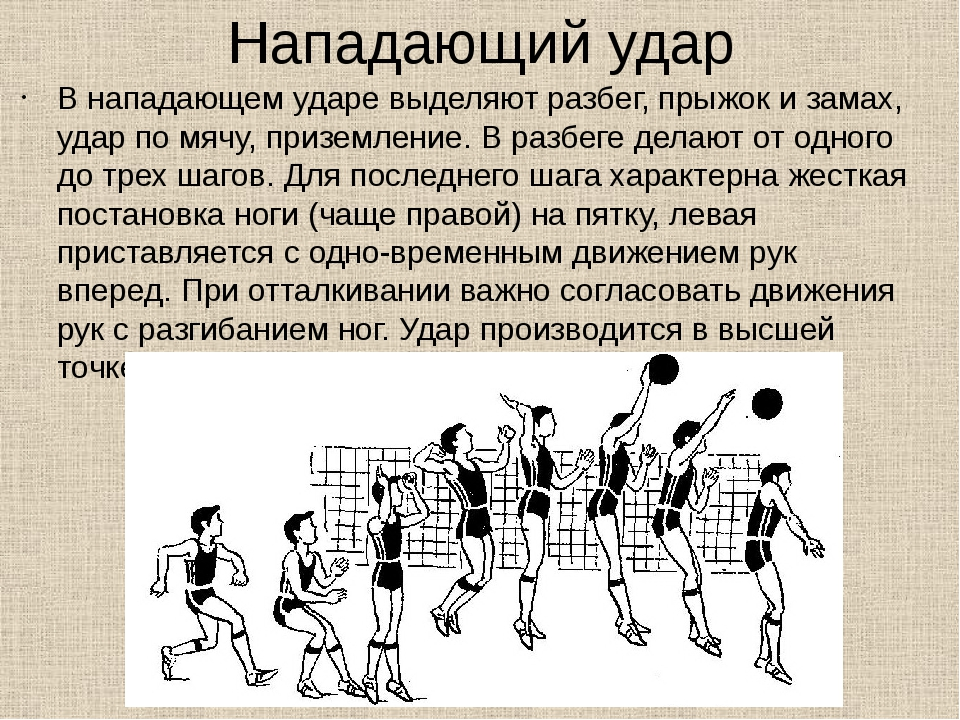 Нападающий удар
• В нападающем ударе выделяют разбег, прыжок и замах,
удар по мячу, приземление. В разбеге делают от одного
до трех шагов. Для последнего шага характерна жесткая
постановка ноги (чаще правой) на пятку, левая
приставляется с одно-временным движением рук
вперед. При отталкивании важно согласовать движения
рук с разгибанием ног. Удар производится в высшей
точке